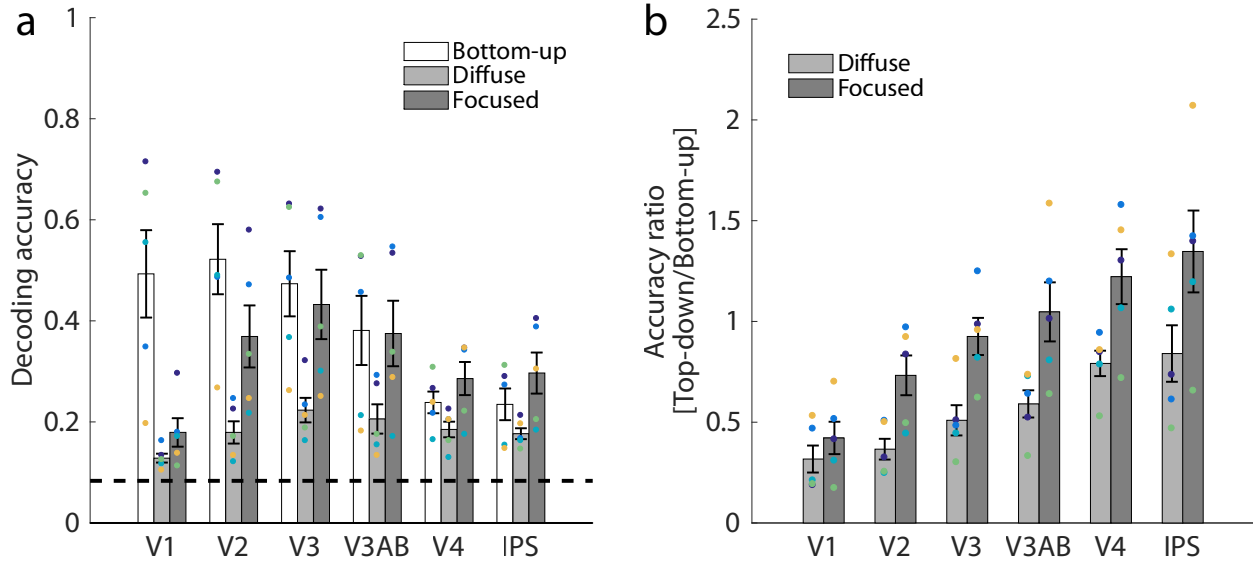 a
Decoding accuracy
1
0.8
0.6
0.4
0.2
0
Bottom-up
Diffuse
Focused
V1 V2 V3 V3AB V4 IPS
b
Accuracy ratio
[Top-down/Bottom-up]
2.5
2
1.5
1
0.5
0
Diffuse
Focused
V1 V2 V3 V3AB V4 IPS